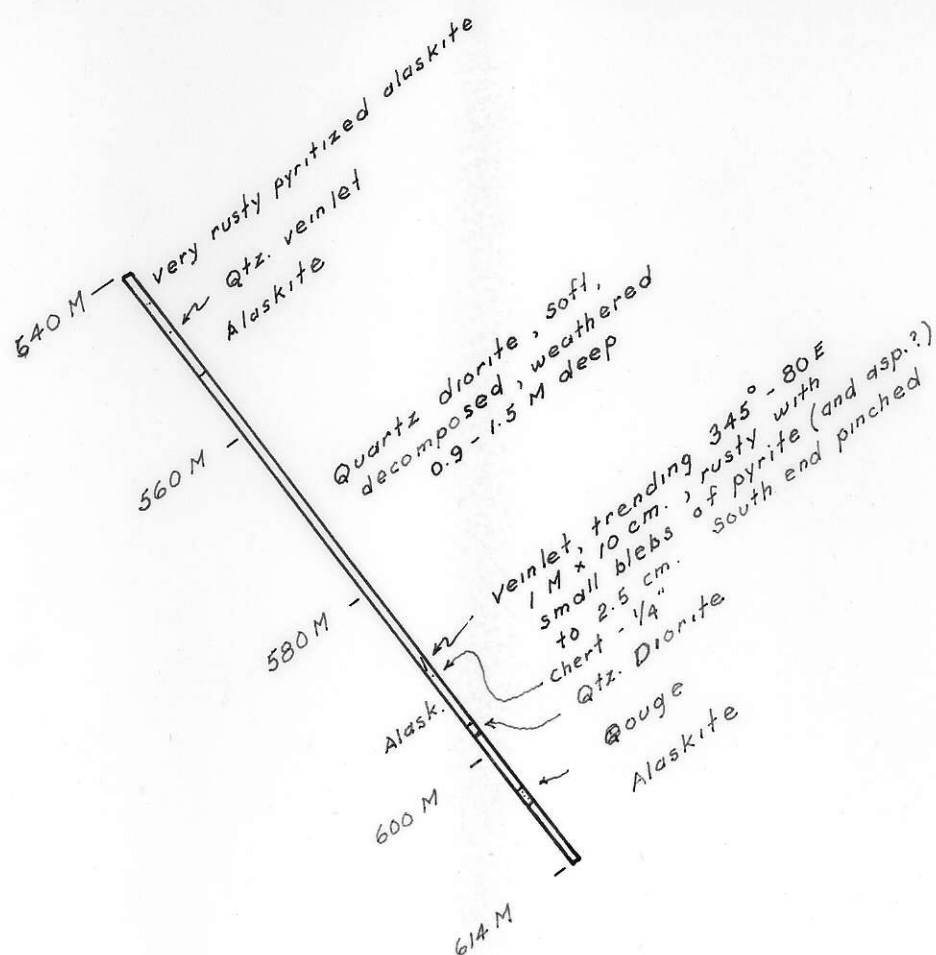 very rusty pyritized alaskite
Qtz. veinlet
Alaskite
540 M
Quartz diorite, soft,
decomposed, weathered
0.9 - 1.5 M deep
560 M
veinlet, trending 345° - 80 E
1 M x 10 cm., rusty with
small blebs of pyrite (and asp.?)
to 2.5 cm. South end pinched
chert - 1/4"
580 M
Qtz. Diorite
Alask.
Gouge
Alaskite
600 M
614 M